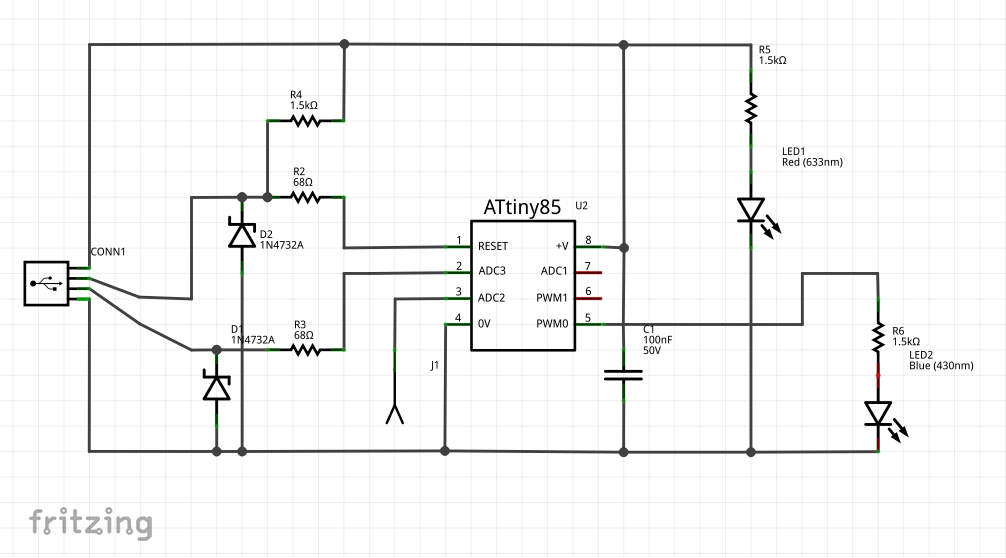 R5
1.5kΩ
R4
1.5kΩ
LED1
Red (633nm)
R2
68Ω
ATtiny85
U2
D2
1N4732A
CONN1
1
RESET
+V
8
2
ADC3
ADC1
7
3
ADC2
PWM1
6
4
0V
PWM0
5
D1
1N4732A
R3
68Ω
C1
100nF
50V
R6
1.5kΩ
LED2
Blue (430nm)
J1
fritzing